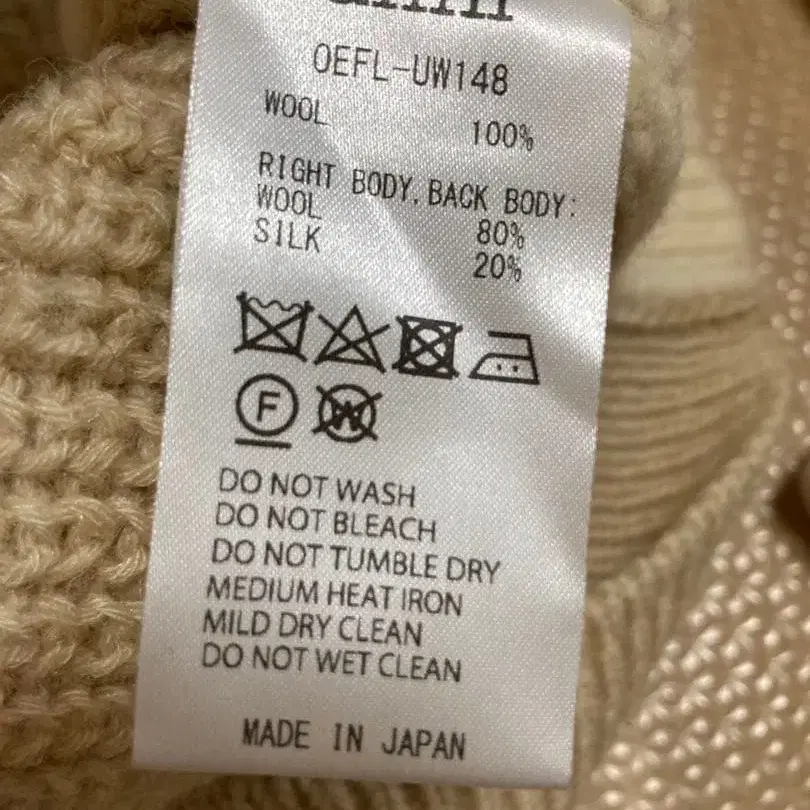 OEFL-UW148
WOOL 100%
RIGHT BODY, BACK BODY:
WOOL 80%
SILK 20%
F W
DO NOT WASH
DO NOT BLEACH
DO NOT TUMBLE DRY
MEDIUM HEAT IRON
MILD DRY CLEAN
DO NOT WET CLEAN
MADE IN JAPAN